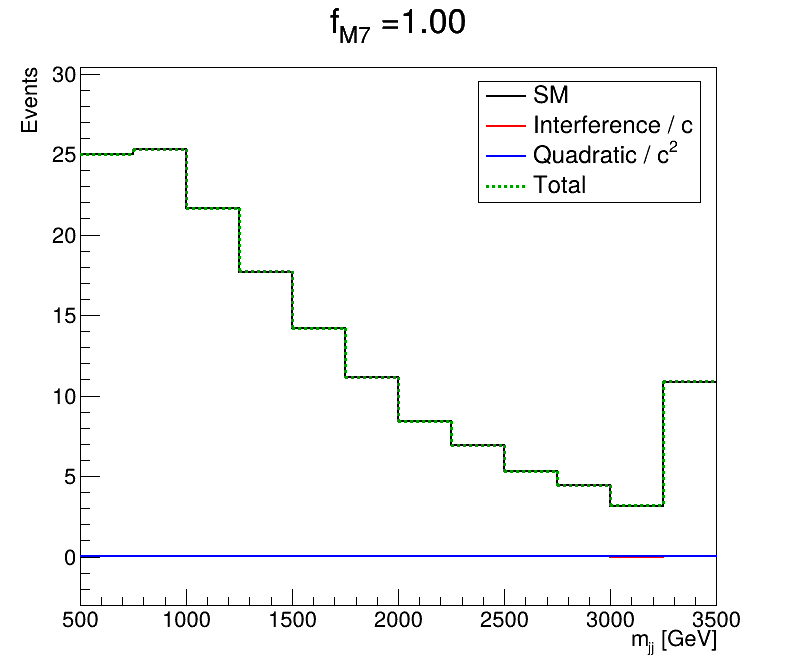 f_M7 =1.00
Events
30
25
20
15
10
5
0
SM
Interference / c
Quadratic / c²
Total
500 1000 1500 2000 2500 3000 3500
m_jj [GeV]